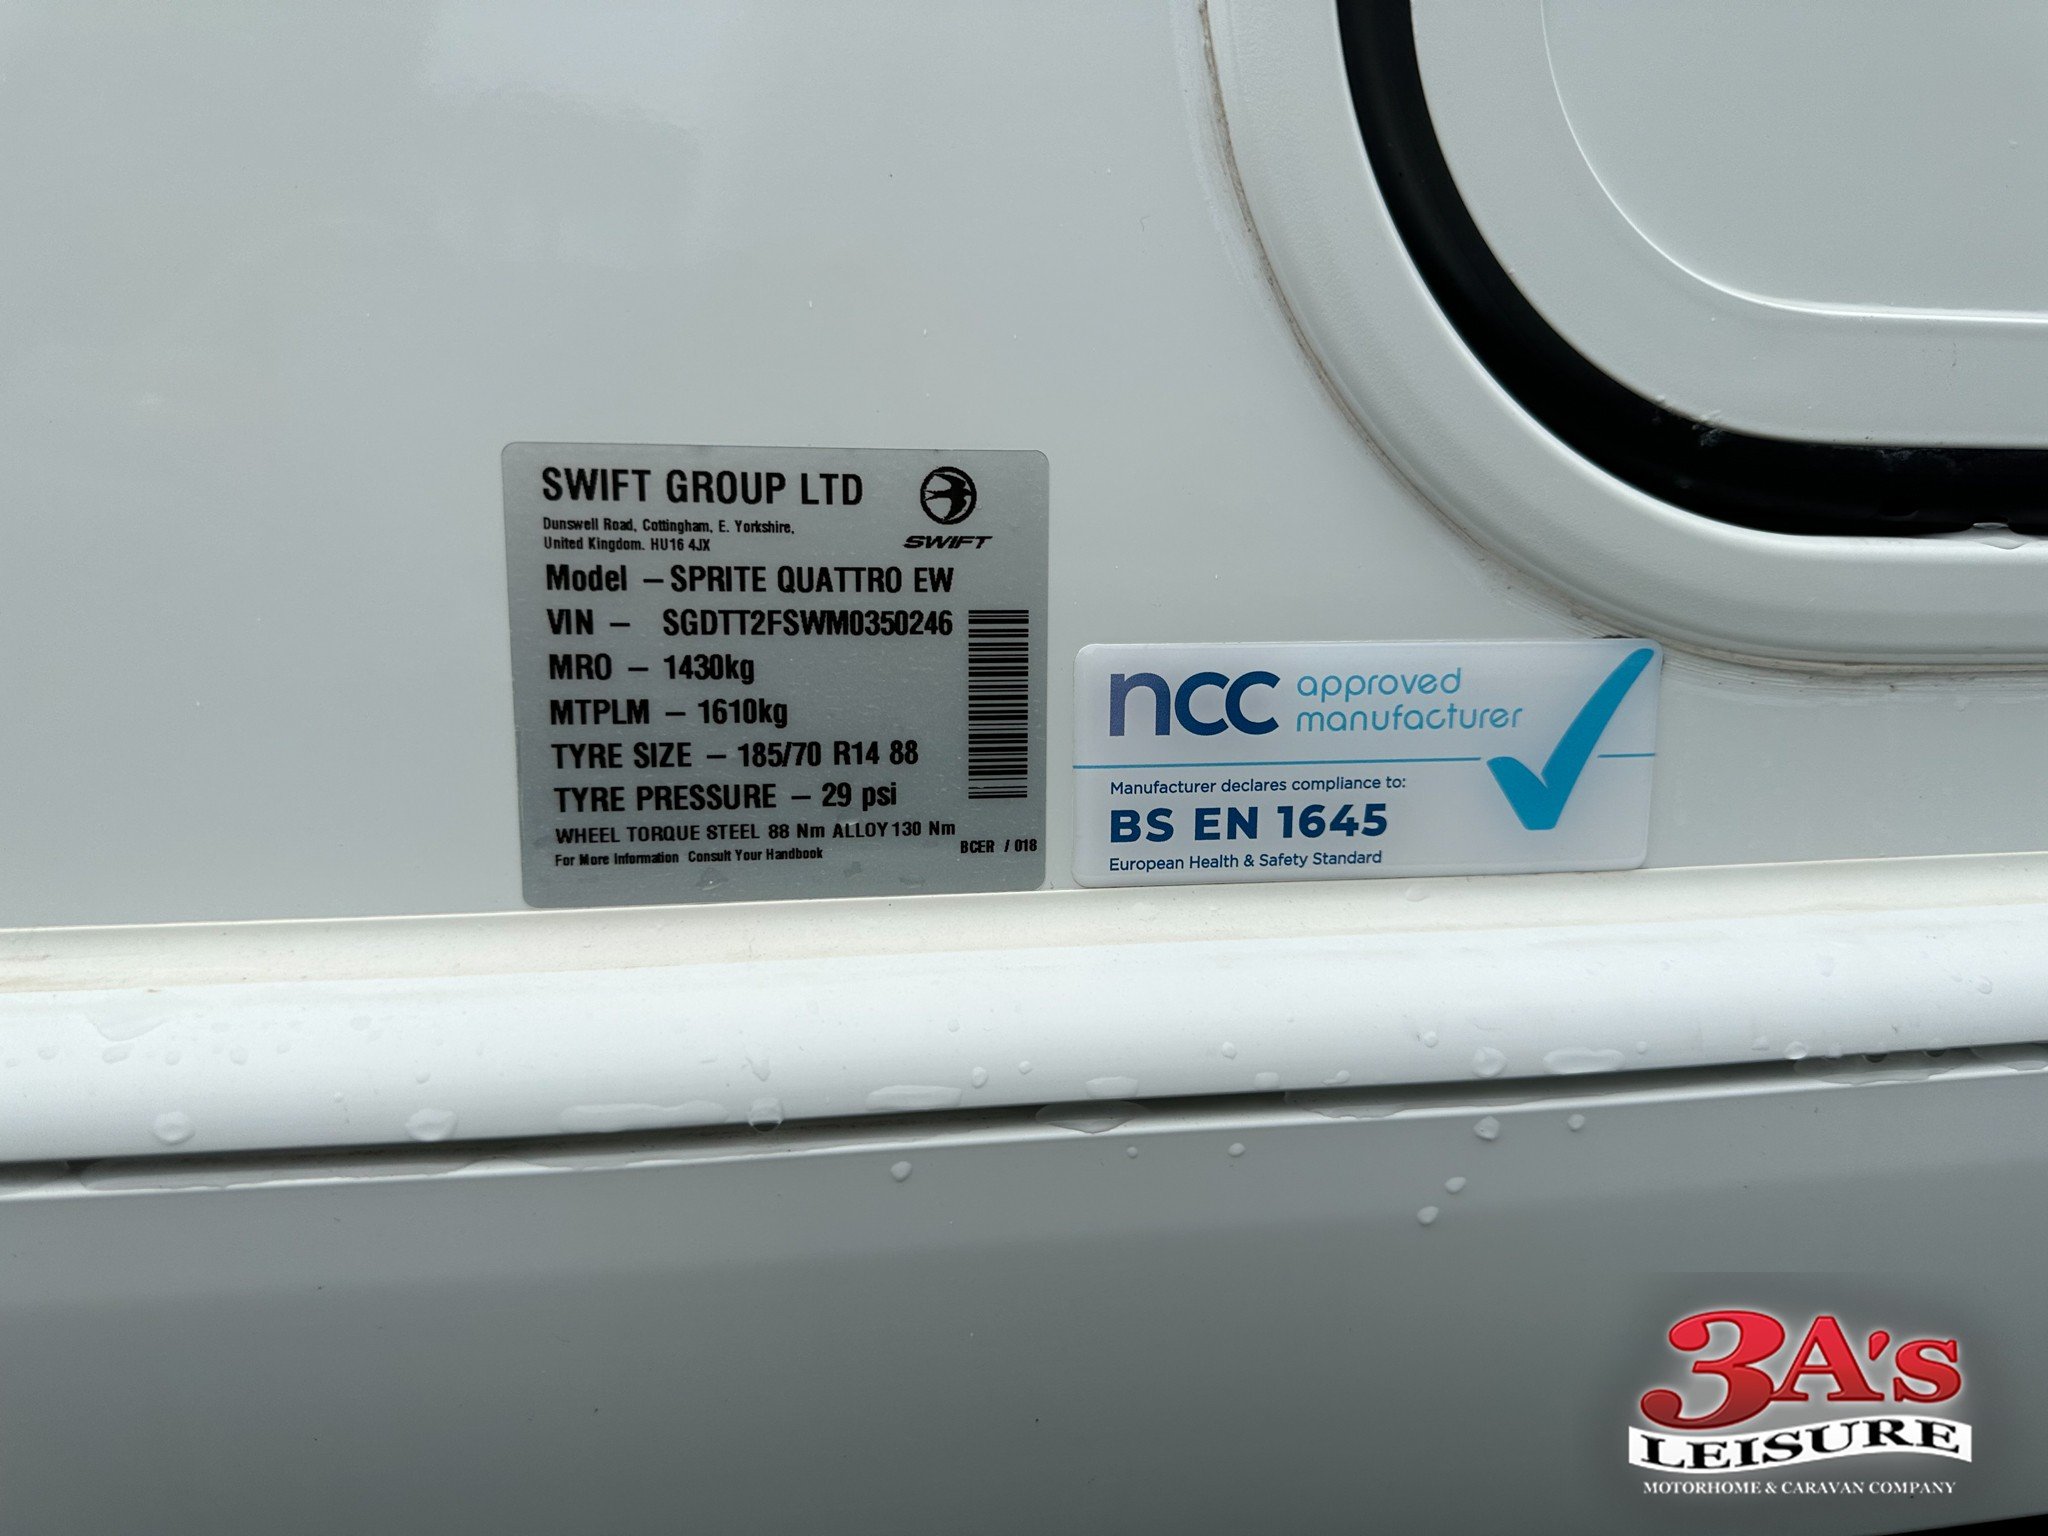 SWIFT GROUP LTD
Dunswell Road, Cottingham, E. Yorkshire,
United Kingdom. HU16 4JX
SWIFT
Model – SPRITE QUATTRO EW
VIN – SGDTT2FSWM0350246
MRO – 1430kg
MTPLM – 1610kg
TYRE SIZE – 185/70 R14 88
TYRE PRESSURE – 29 psi
WHEEL TORQUE STEEL 88 Nm ALLOY 130 Nm
For More Information Consult Your Handbook
BCER / 018
ncc approved
manufacturer
Manufacturer declares compliance to:
BS EN 1645
European Health & Safety Standard
3A's
LEISURE
MOTORHOME & CARAVAN COMPANY